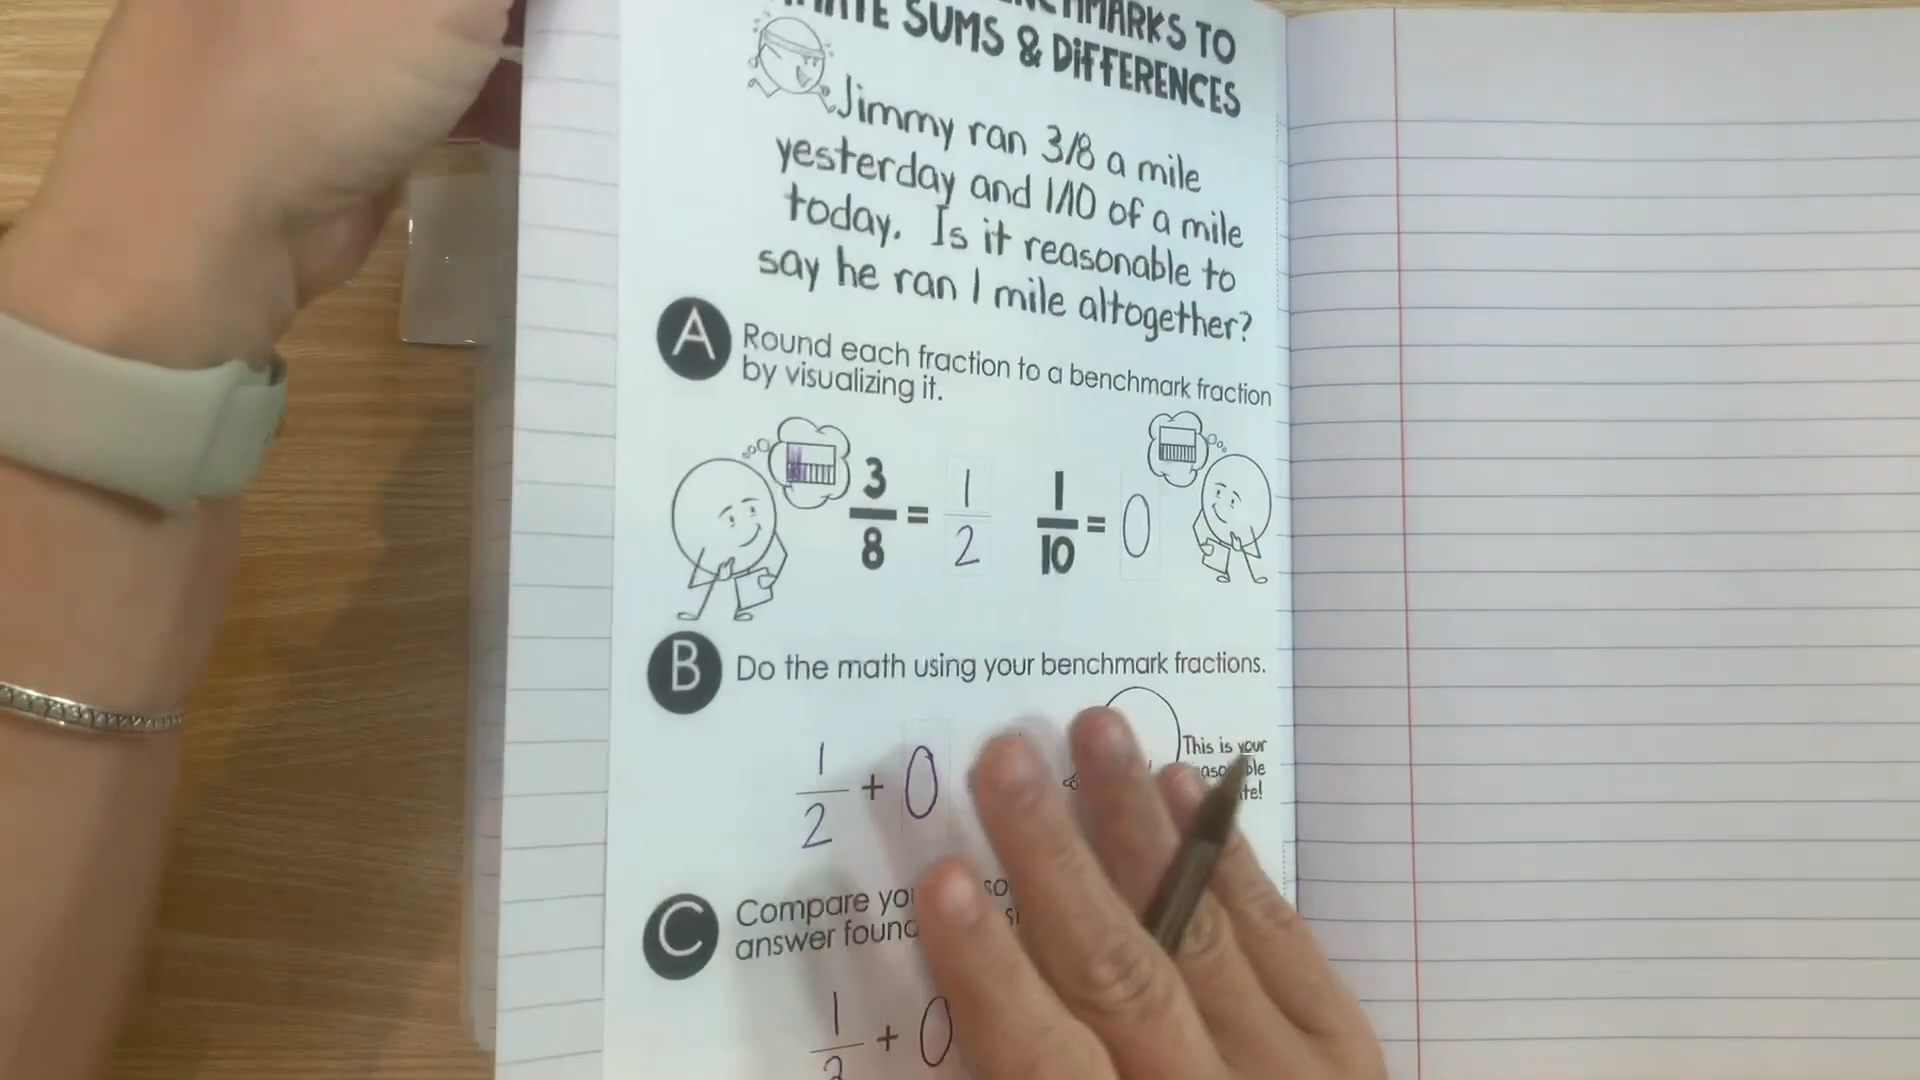 TO
SUMS & DIFFERENCES
Jimmy ran 3/8 a mile
yesterday and 1/10 of a mile
today. Is it reasonable to
say he ran 1 mile altogether?
A Round each fraction to a benchmark fraction
by visualizing it.
3/8 = 1/2 1/10 = 0
B Do the math using your benchmark fractions.
1/2 + 0
This is your
C Compare
answer
1/2 + 0